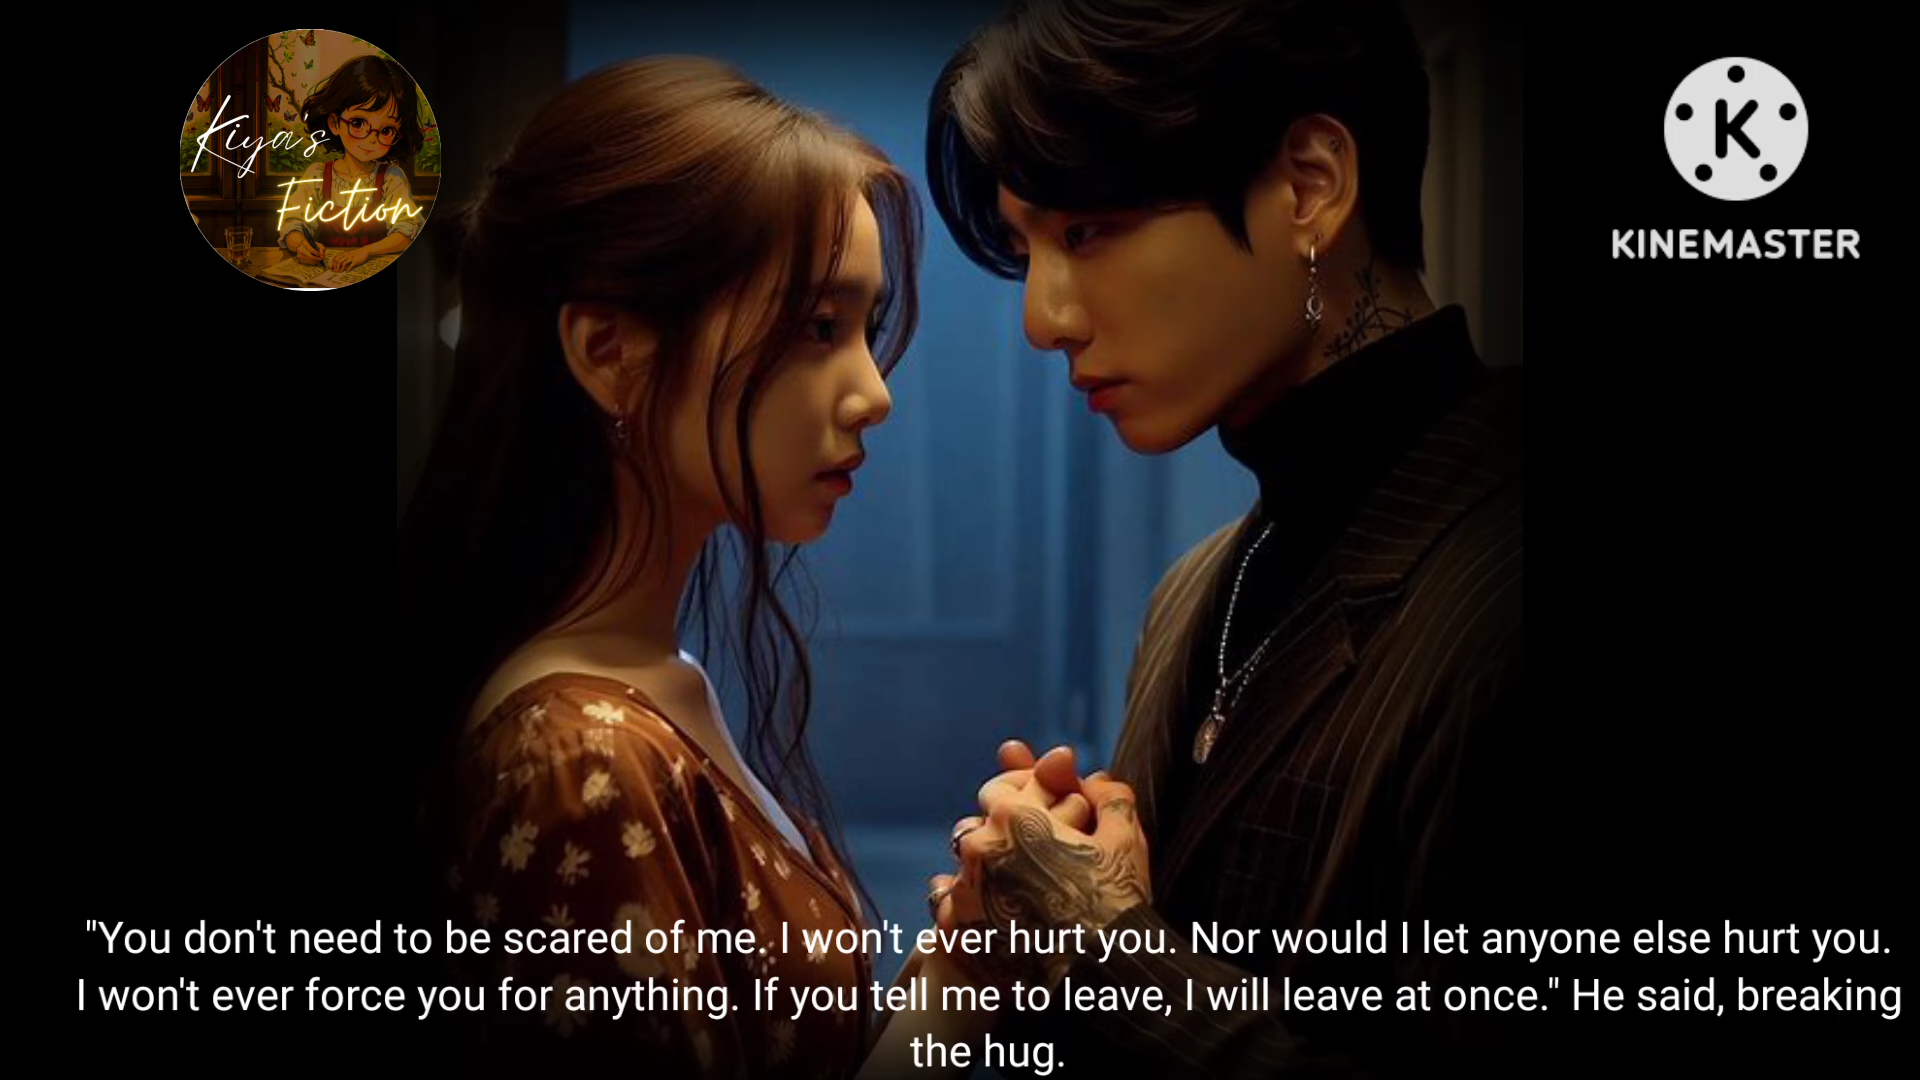 Kiya's
Fiction
K
KINEMASTER
"You don't need to be scared of me. I won't ever hurt you. Nor would I let anyone else hurt you.
I won't ever force you for anything. If you tell me to leave, I will leave at once." He said, breaking
the hug.